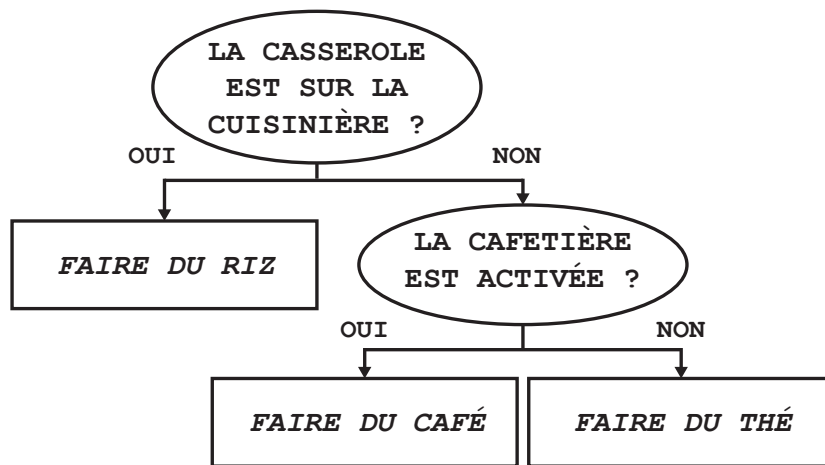 LA CASSEROLE
EST SUR LA
CUISINIÈRE ?
OUI
NON
FAIRE DU RIZ
LA CAFETIÈRE
EST ACTIVÉE ?
OUI
NON
FAIRE DU CAFÉ
FAIRE DU THÉ